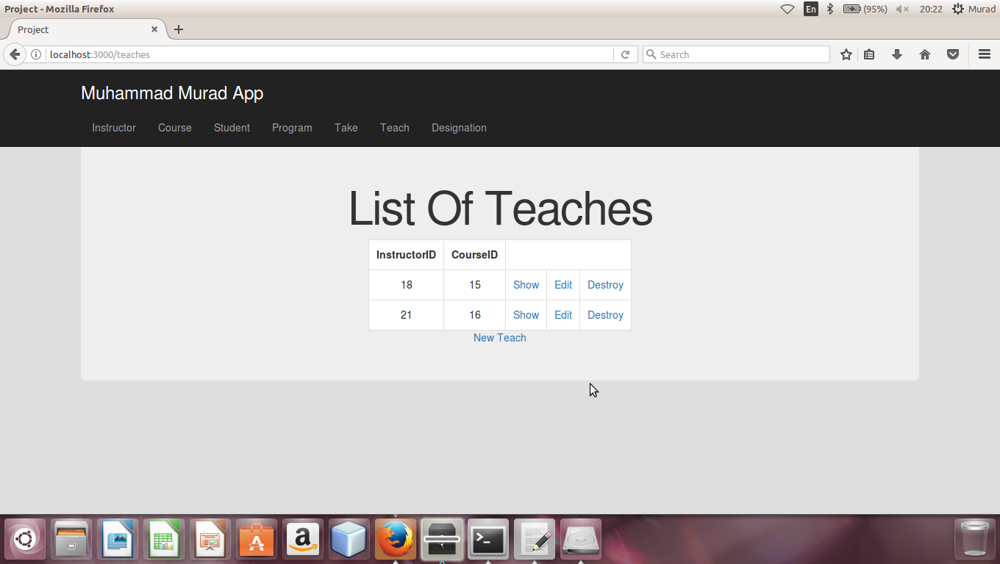 Project - Mozilla Firefox
En (95%) 20:22 Murad
Project
localhost:3000/teaches
Search
Muhammad Murad App
Instructor Course Student Program Take Teach Designation
List Of Teaches
InstructorID CourseID
18 15 Show Edit Destroy
21 16 Show Edit Destroy
New Teach